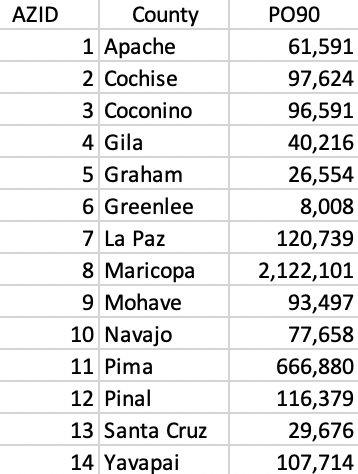 AZID County PO90
1 Apache 61,591
2 Cochise 97,624
3 Coconino 96,591
4 Gila 40,216
5 Graham 26,554
6 Greenlee 8,008
7 La Paz 120,739
8 Maricopa 2,122,101
9 Mohave 93,497
10 Navajo 77,658
11 Pima 666,880
12 Pinal 116,379
13 Santa Cruz 29,676
14 Yavapai 107,714